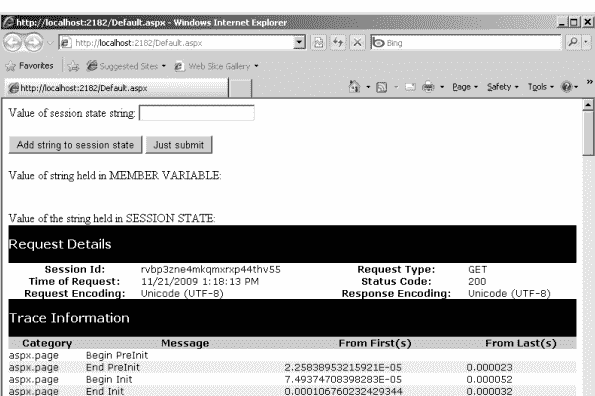 http://localhost:2182/Default.aspx - Windows Internet Explorer
http://localhost:2182/Default.aspx
Bing
Favorites Suggested Sites Web Slice Gallery
http://localhost:2182/Default.aspx Page Safety Tools »
Value of session state string:
Add string to session state Just submit
Value of string held in MEMBER VARIABLE:
Value of the string held in SESSION STATE:
Request Details
Session Id: rvbp3zne4mkqmxrxp44thv55 Request Type: GET
Time of Request: 11/21/2009 1:18:13 PM Status Code: 200
Request Encoding: Unicode (UTF-8) Response Encoding: Unicode (UTF-8)
Trace Information
Category Message From First(s) From Last(s)
aspx.page Begin PreInit
aspx.page End PreInit 2.25838953215921E-05 0.000023
aspx.page Begin Init 7.49374708398283E-05 0.000052
aspx.page End Init 0.000106760232429344 0.000032